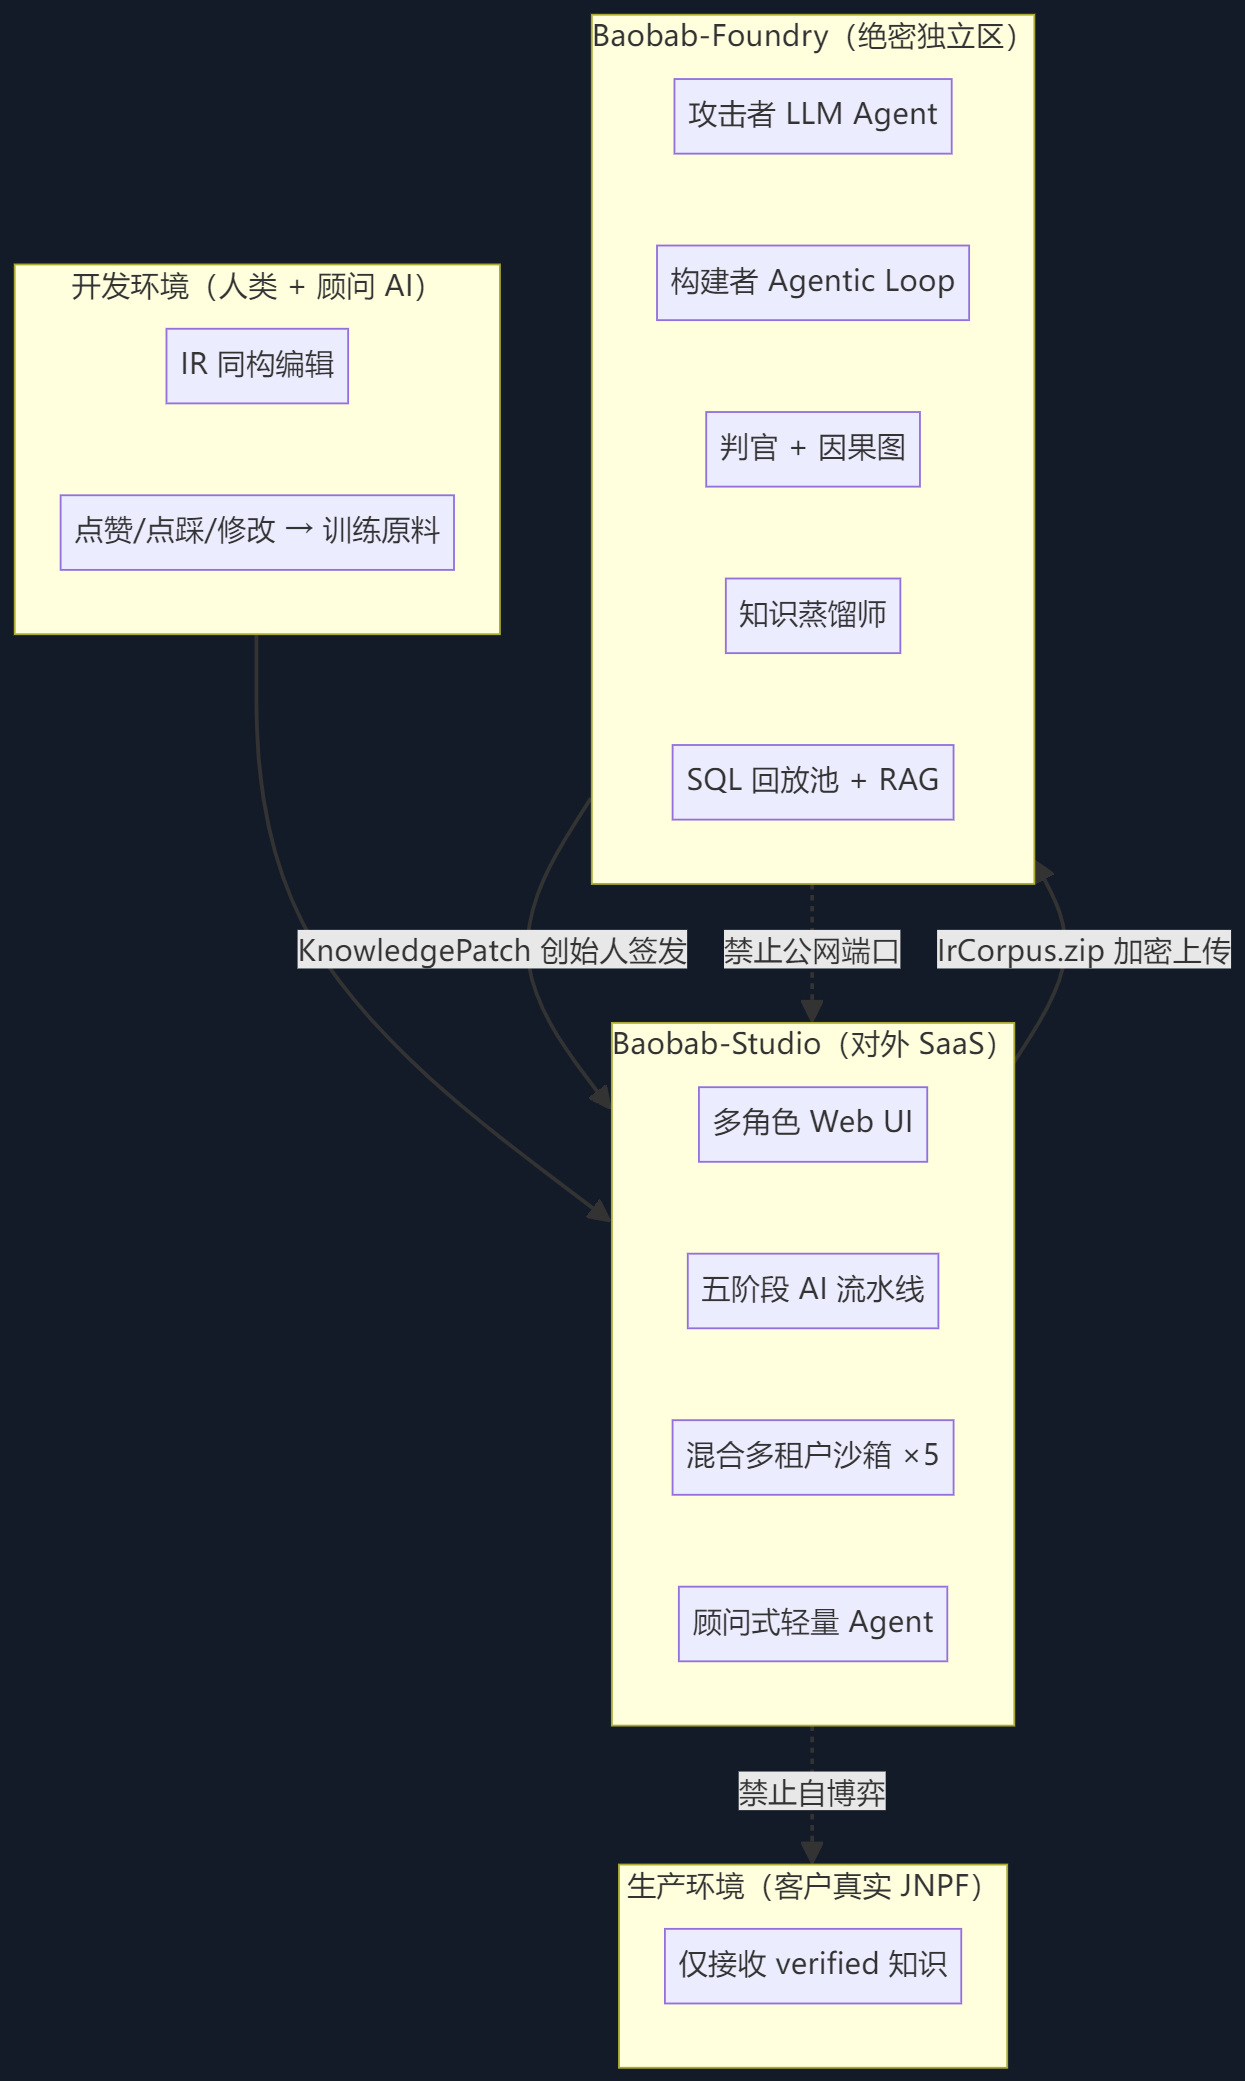 Baobab-Foundry（绝密独立区）
攻击者 LLM Agent
构建者 Agentic Loop
判官 + 因果图
知识蒸馏师
SQL 回放池 + RAG
开发环境（人类 + 顾问 AI）
IR 同构编辑
点赞/点踩/修改 → 训练原料
KnowledgePatch 创始人签发
禁止公网端口
IrCorpus.zip 加密上传
Baobab-Studio（对外 SaaS）
多角色 Web UI
五阶段 AI 流水线
混合多租户沙箱 ×5
顾问式轻量 Agent
禁止自博弈
生产环境（客户真实 JNPF）
仅接收 verified 知识